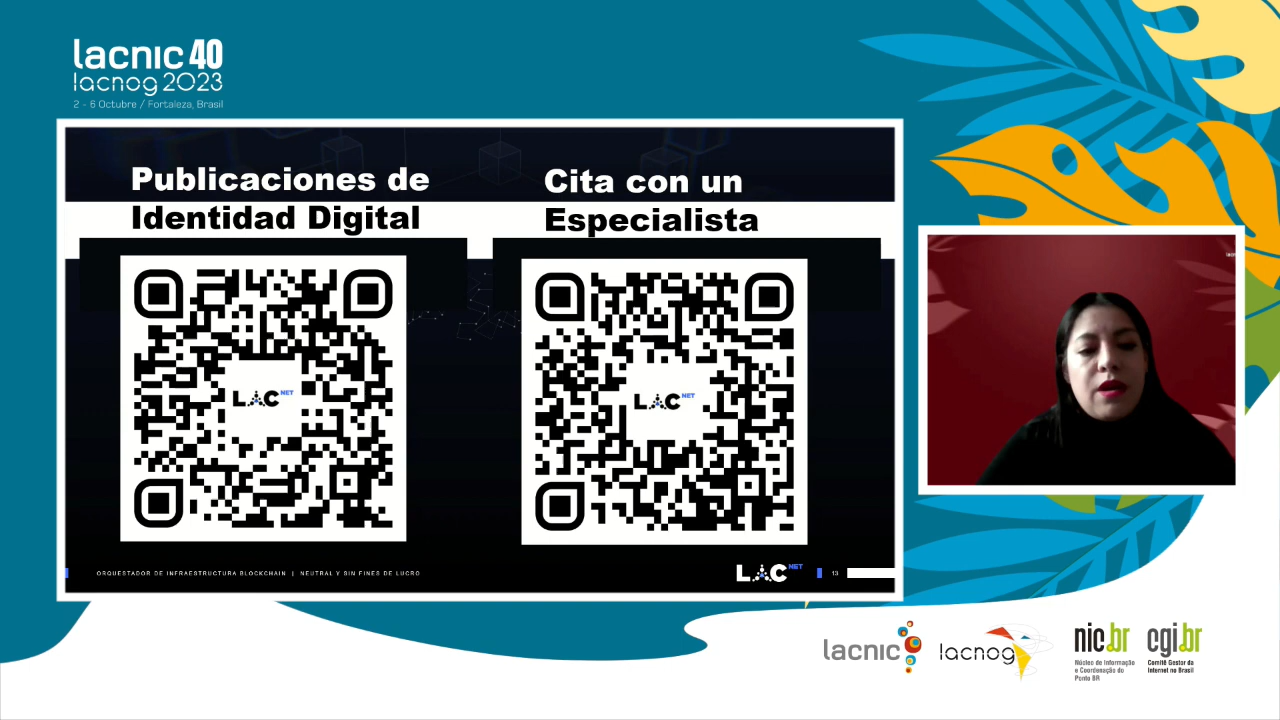 lacnic 40
lacnog 2023
2 - 6 Octubre / Fortaleza, Brasil
Publicaciones de
Identidad Digital
Cita con un
Especialista
LAC NET
LAC NET
ORQUESTADOR DE INFRAESTRUCTURA BLOCKCHAIN | NEUTRAL Y SIN FINES DE LUCRO
LAC NET
13
lacnic
lacnog
nic.br
Núcleo de Informação
e Coordenação do
Ponto BR
cgi.br
Comitê Gestor da
Internet no Brasil